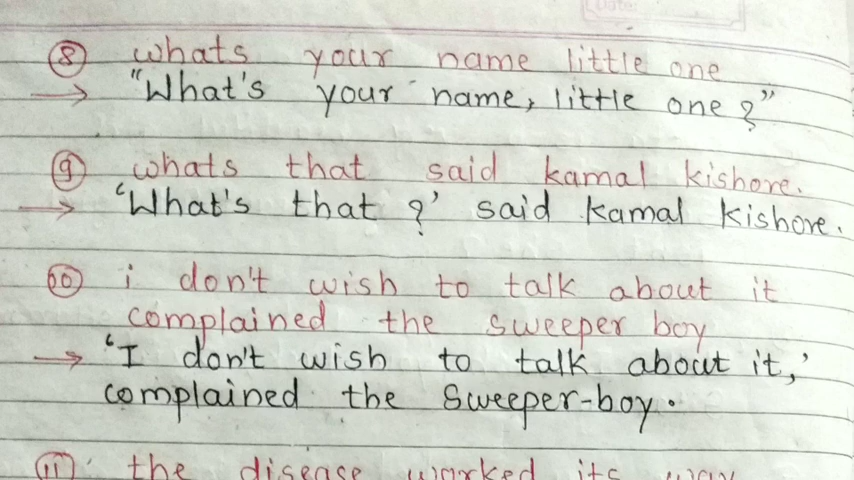 Date:
⑧ whats your name little one
→ "What's your name, little one?"
⑨ whats that said kamal kishore.
→ 'What's that?' said kamal kishore.
⑩ i don't wish to talk about it
complained the sweeper boy
→ 'I don't wish to talk about it,'
complained the sweeper-boy.
⑪ the disease worked its way